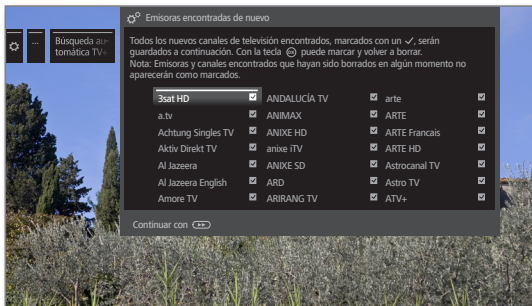 Emisoras encontradas de nuevo
... Búsqueda au-
tomática TV+
Todos los nuevos canales de televisión encontrados, marcados con un ✓, serán
guardados a continuación. Con la tecla OK puede marcar y volver a borrar.
Nota: Emisoras y canales encontrados que hayan sido borrados en algún momento no
aparecerán como marcados.
3sat HD ANDALUCÍA TV arte
a.tv ANIMAX ARTE
Achtung Singles TV ANIXE HD ARTE Francais
Aktiv Direkt TV anixe iTV ARTE HD
Al Jazeera ANIXE SD Astrocanal TV
Al Jazeera English ARD Astro TV
Amore TV ARIRANG TV ATV+
Continuar con